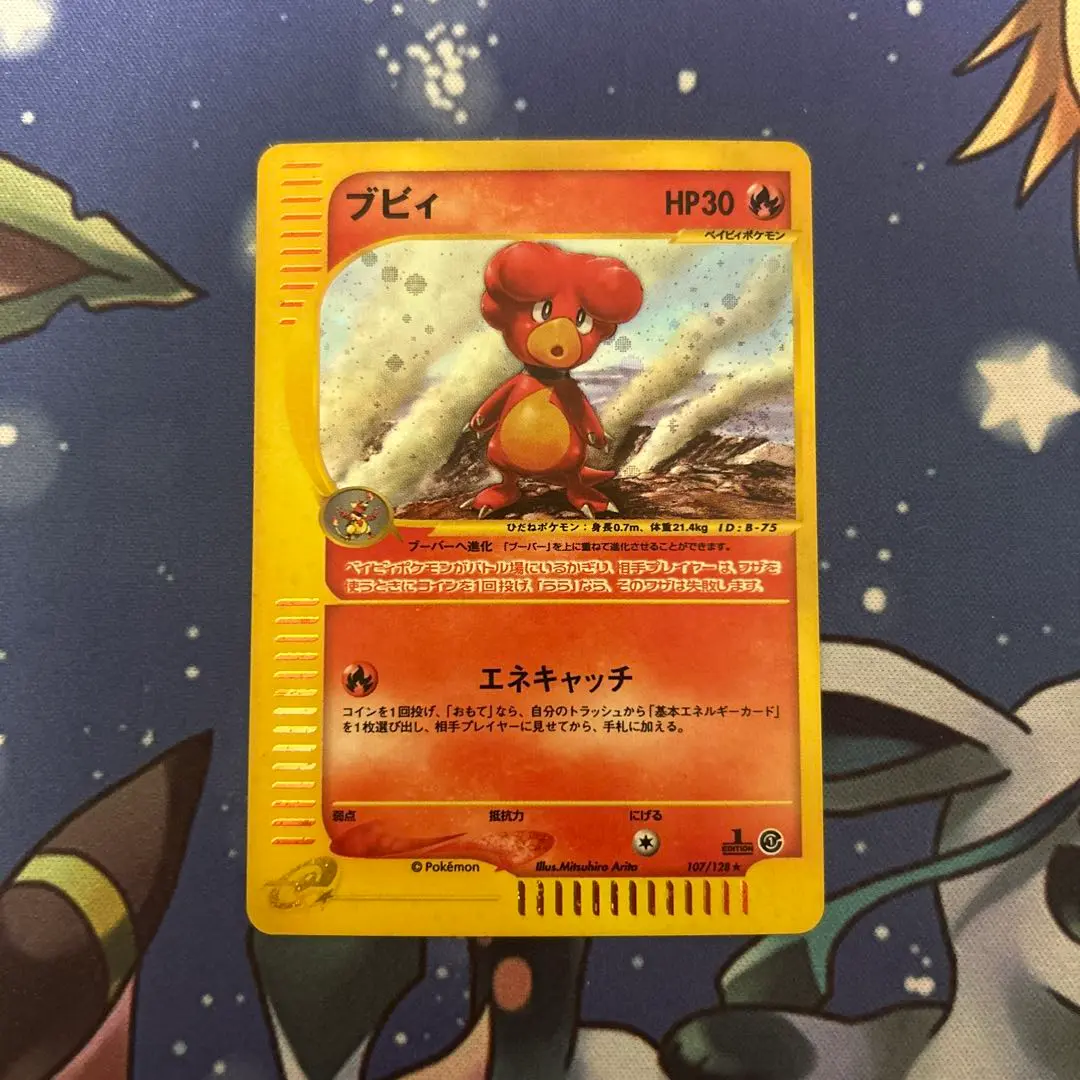 ブビィ
HP30
ベイビィポケモン
ひだねポケモン：身長0.7m、体重21.4kg ID：B-75
ブーバーへ進化 「ブーバー」を上に重ねて進化させることができます。
ベイビィポケモンがバトル場にいるかぎり、相手プレイヤーは、ワザを
使うときにコインを1回投げ、「うら」なら、そのワザは失敗します。
エネキャッチ
コインを1回投げ、「おもて」なら、自分のトラッシュから「基本エネルギーカード」
を1枚選び出し、相手プレイヤーに見せてから、手札に加える。
弱点 抵抗力 にげる
1
EDITION
© Pokémon Illus.Mitsuhiro Arita 107/128★